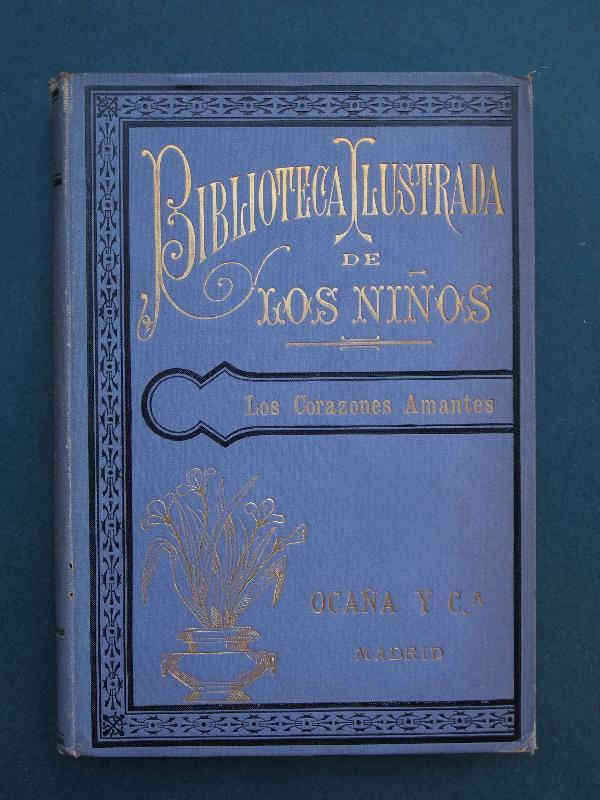 BIBLIOTECA ILUSTRADA
DE
LOS NIÑOS
Los Corazones Amantes
OCAÑA Y C.A
MADRID